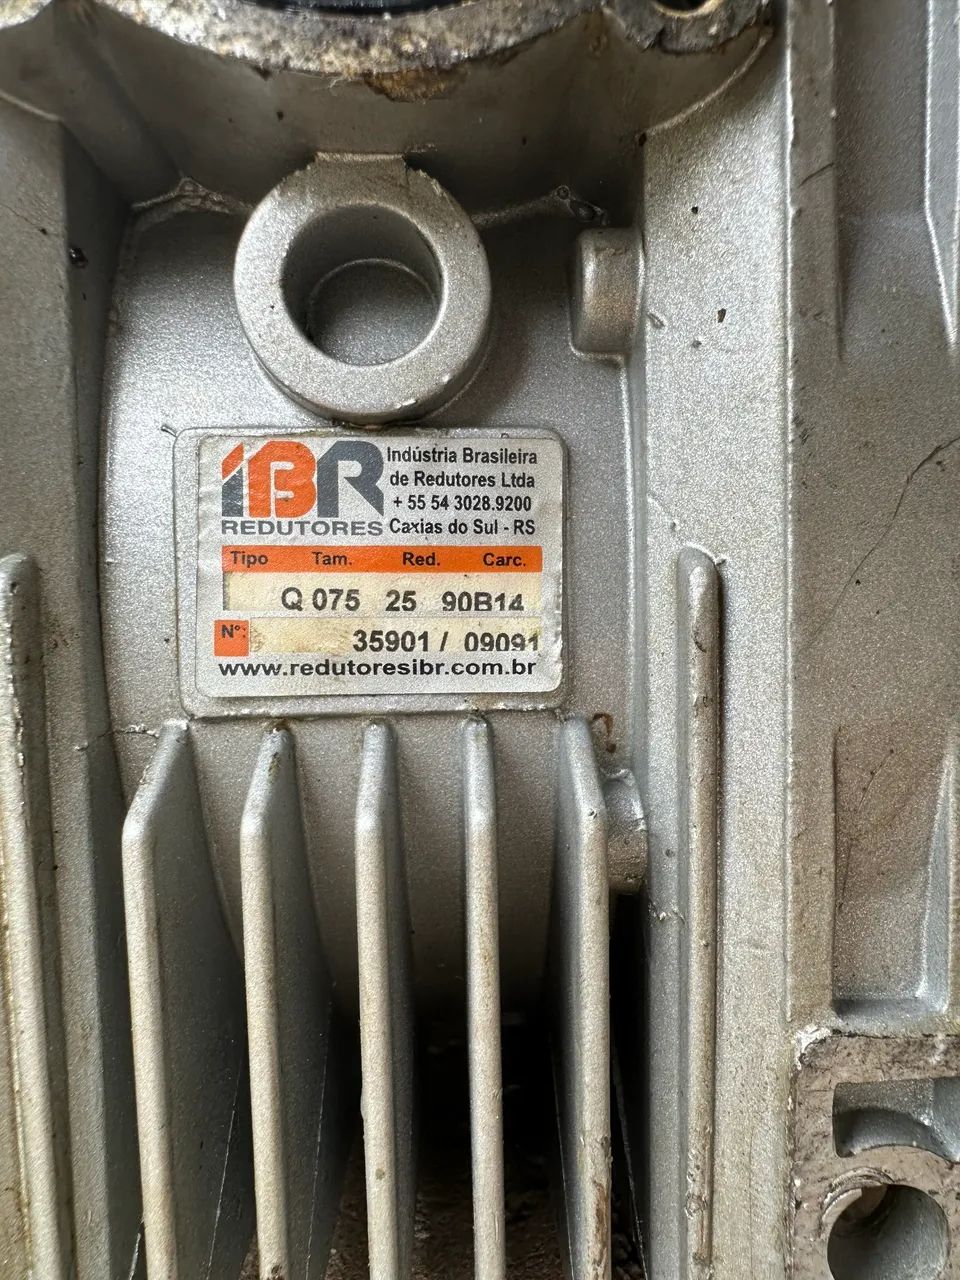 IBR Indústria Brasileira
de Redutores Ltda
+ 55 54 3028.9200
REDUTORES Caxias do Sul - RS
Tipo Tam. Red. Carc.
Q 075 25 90B14
Nº: 35901 / 09091
www.redutoresibr.com.br